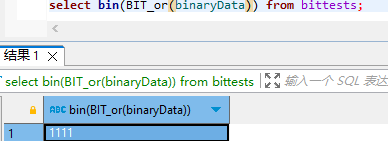 select bin(BIT_or(binaryData)) from bittests;
结果 1
select bin(BIT_or(binaryData)) from bittests
输入一个 SQL 表达
ABC bin(BIT_or(binaryData))
1 1111